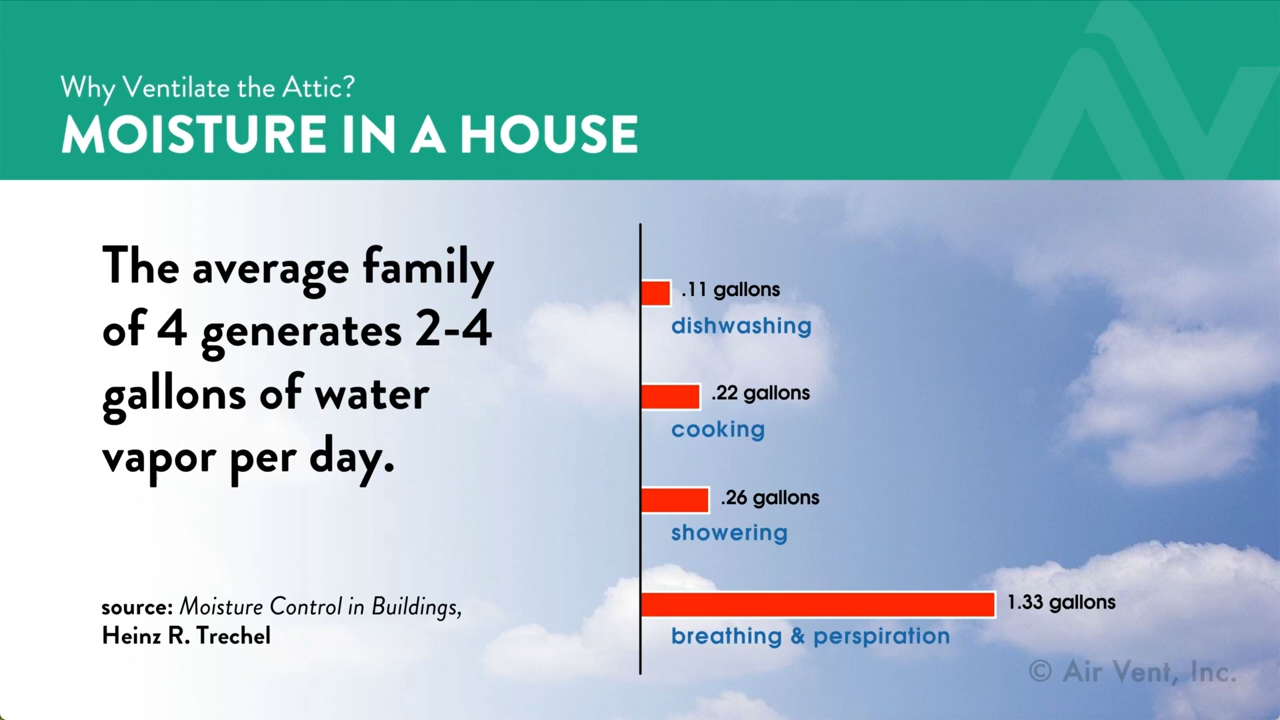 Why Ventilate the Attic?
MOISTURE IN A HOUSE
The average family
of 4 generates 2-4
gallons of water
vapor per day.
source: Moisture Control in Buildings,
Heinz R. Trechel
.11 gallons
dishwashing
.22 gallons
cooking
.26 gallons
showering
1.33 gallons
breathing & perspiration
© Air Vent, Inc.